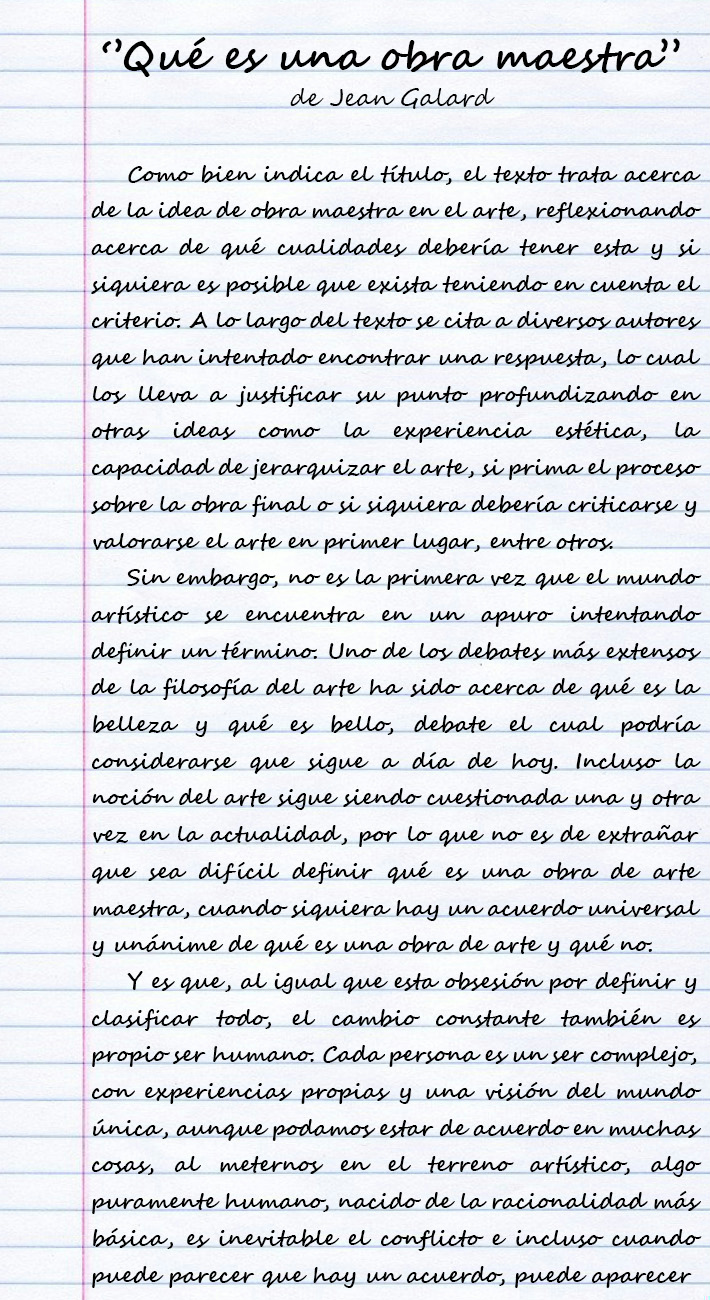 ‘’Qué es una obra maestra’’
de Jean Galard
Como bien indica el título, el texto trata acerca
de la idea de obra maestra en el arte, reflexionando
acerca de qué cualidades debería tener esta y si
siquiera es posible que exista teniendo en cuenta el
criterio. A lo largo del texto se cita a diversos autores
que han intentado encontrar una respuesta, lo cual
los lleva a justificar su punto profundizando en
otras ideas como la experiencia estética, la
capacidad de jerarquizar el arte, si prima el proceso
sobre la obra final o si siquiera debería criticarse y
valorarse el arte en primer lugar, entre otros.
Sin embargo, no es la primera vez que el mundo
artístico se encuentra en un apuro intentando
definir un término. Uno de los debates más extensos
de la filosofía del arte ha sido acerca de qué es la
belleza y qué es bello, debate el cual podría
considerarse que sigue a día de hoy. Incluso la
noción del arte sigue siendo cuestionada una y otra
vez en la actualidad, por lo que no es de extrañar
que sea difícil definir qué es una obra de arte
maestra, cuando siquiera hay un acuerdo universal
y unánime de qué es una obra de arte y qué no.
Y es que, al igual que esta obsesión por definir y
clasificar todo, el cambio constante también es
propio ser humano. Cada persona es un ser complejo,
con experiencias propias y una visión del mundo
única, aunque podamos estar de acuerdo en muchas
cosas, al meternos en el terreno artístico, algo
puramente humano, nacido de la racionalidad más
básica, es inevitable el conflicto e incluso cuando
puede parecer que hay un acuerdo, puede aparecer